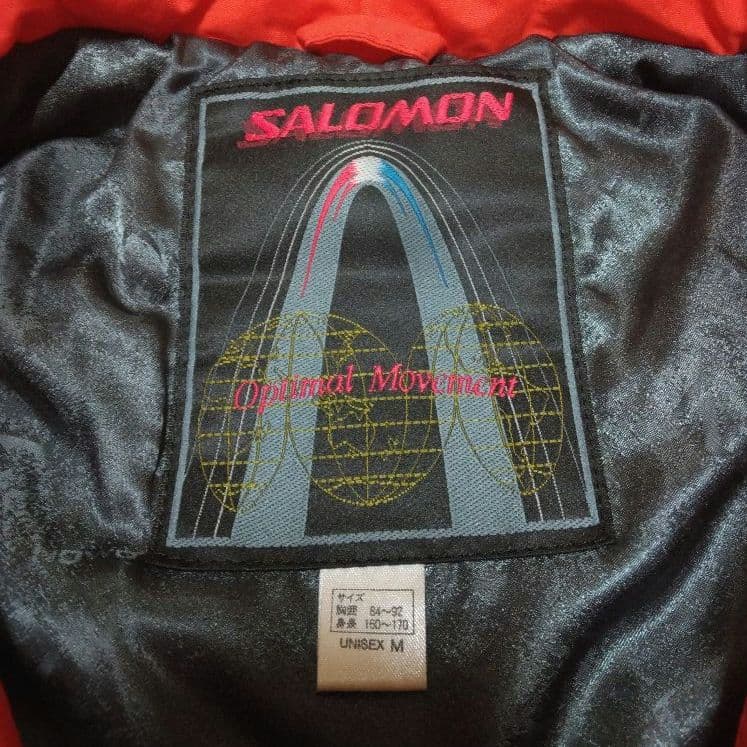 SALOMON
Optimal Movement
サイズ
胸囲 84～92
身長 160～170
UNISEX M